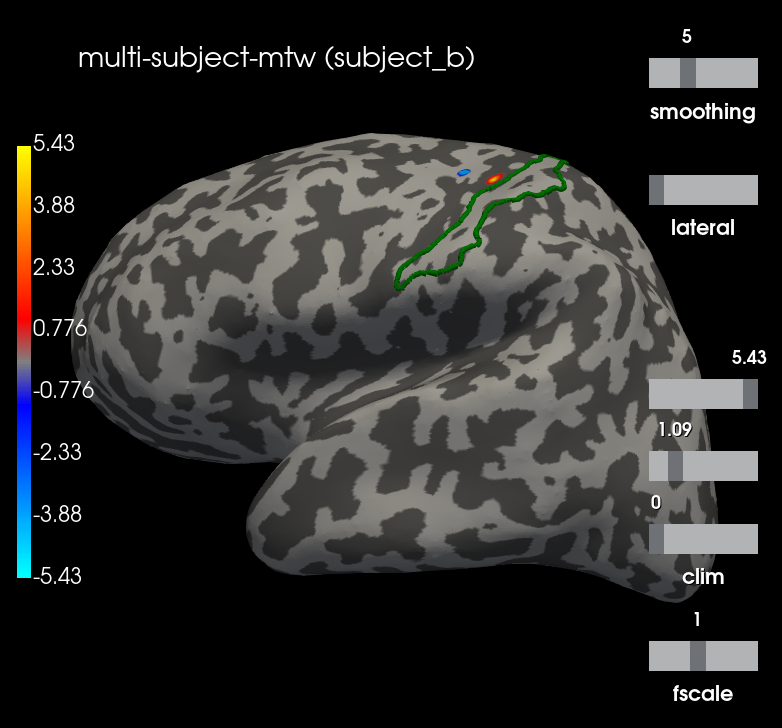 multi-subject-mtw (subject_b)
5
smoothing
lateral
5.43
3.88
2.33
0.776
-0.776
-2.33
-3.88
-5.43
5.43
1.09
0
clim
1
fscale